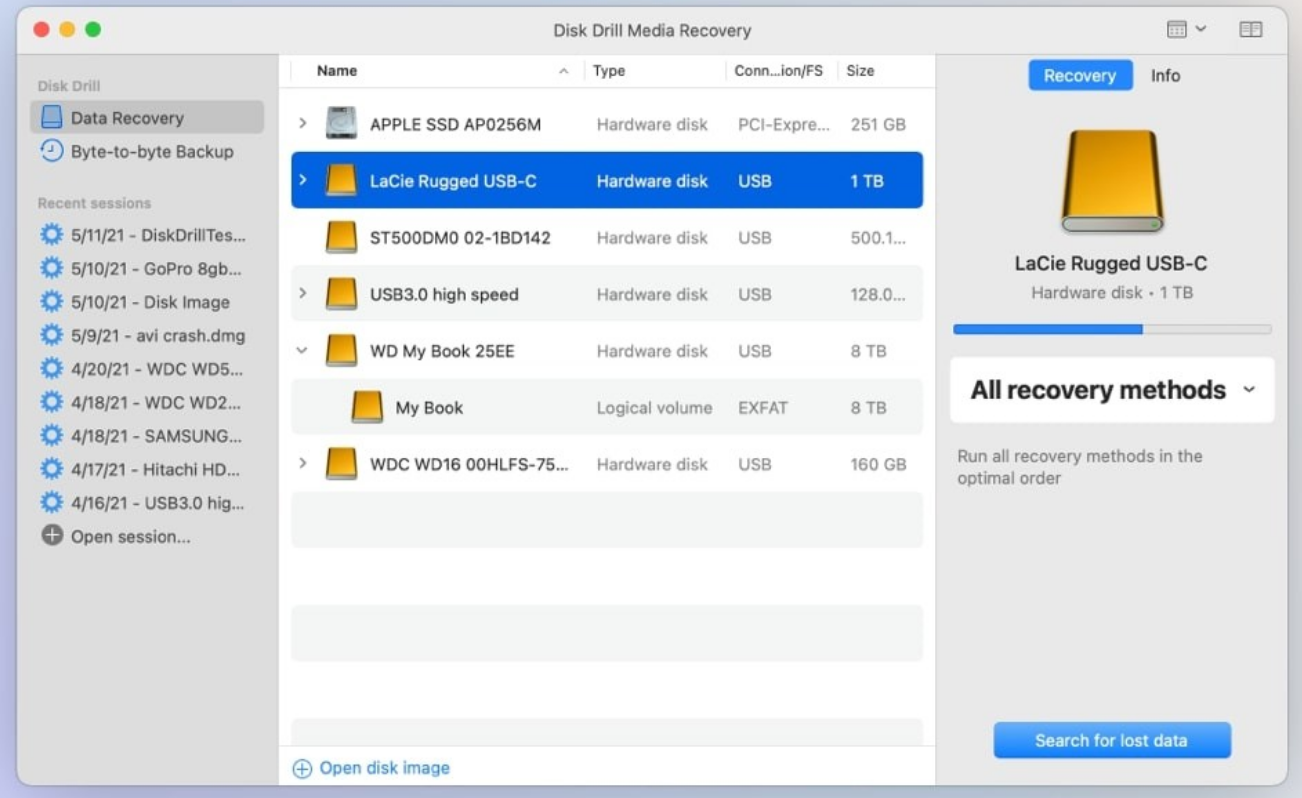 Disk Drill Media Recovery
Disk Drill
Data Recovery
Byte-to-byte Backup
Recent sessions
5/11/21 - DiskDrillTes...
5/10/21 - GoPro 8gb...
5/10/21 - Disk Image
5/9/21 - avi crash.dmg
4/20/21 - WDC WD5...
4/18/21 - WDC WD2...
4/18/21 - SAMSUNG...
4/17/21 - Hitachi HD...
4/16/21 - USB3.0 hig...
Open session...
Name Type Conn...ion/FS Size
APPLE SSD AP0256M Hardware disk PCI-Expre... 251 GB
LaCie Rugged USB-C Hardware disk USB 1 TB
ST500DM0 02-1BD142 Hardware disk USB 500.1...
USB3.0 high speed Hardware disk USB 128.0...
WD My Book 25EE Hardware disk USB 8 TB
My Book Logical volume EXFAT 8 TB
WDC WD16 00HLFS-75... Hardware disk USB 160 GB
Open disk image
Recovery Info
LaCie Rugged USB-C
Hardware disk • 1 TB
All recovery methods
Run all recovery methods in the
optimal order
Search for lost data